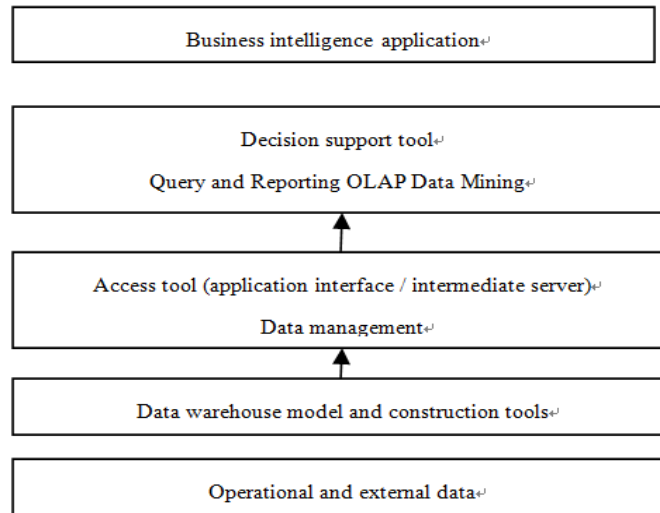 Business intelligence application↵
Decision support tool↵
Query and Reporting OLAP Data Mining↵
Access tool (application interface / intermediate server)↵
Data management↵
Data warehouse model and construction tools↵
Operational and external data↵